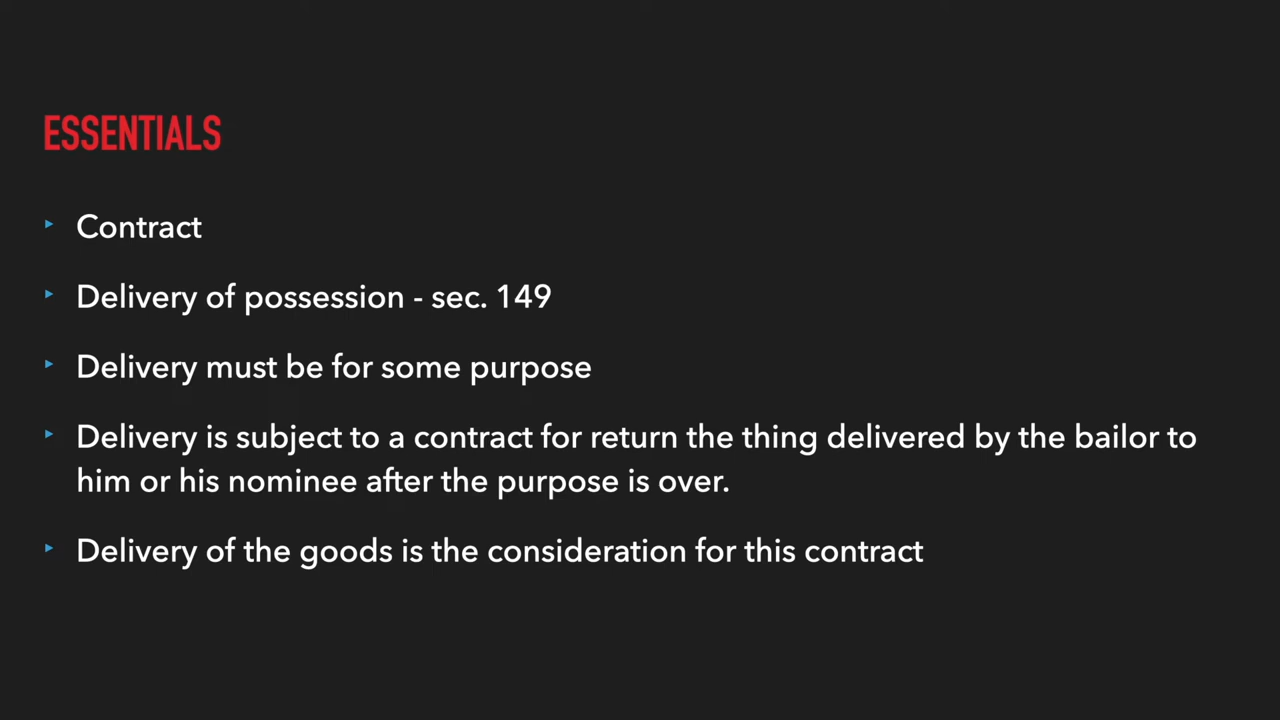 ESSENTIALS
‣ Contract
‣ Delivery of possession - sec. 149
‣ Delivery must be for some purpose
‣ Delivery is subject to a contract for return the thing delivered by the bailor to
him or his nominee after the purpose is over.
‣ Delivery of the goods is the consideration for this contract